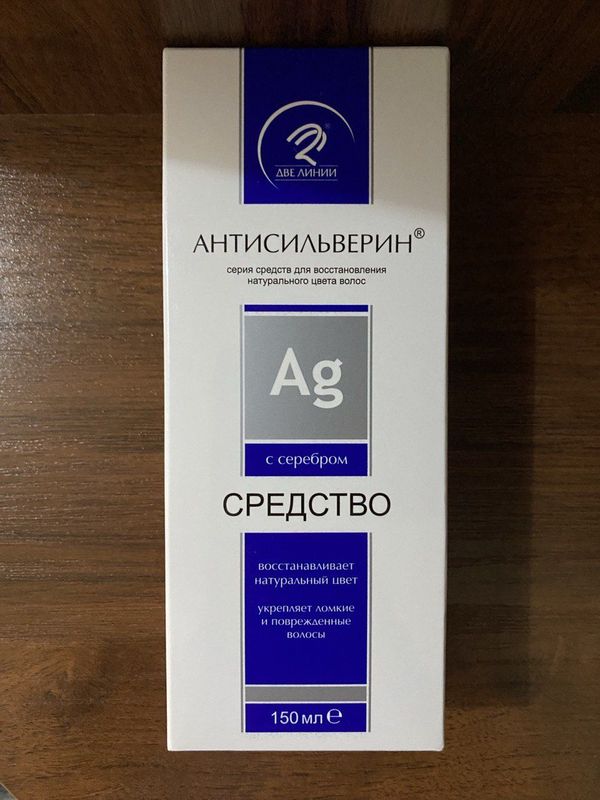 ДВЕ ЛИНИИ
АНТИСИЛЬВЕРИН®
серия средств для восстановления
натурального цвета волос
Ag
с серебром
СРЕДСТВО
восстанавливает
натуральный цвет
укрепляет ломкие
и поврежденные
волосы
150 мл ℮